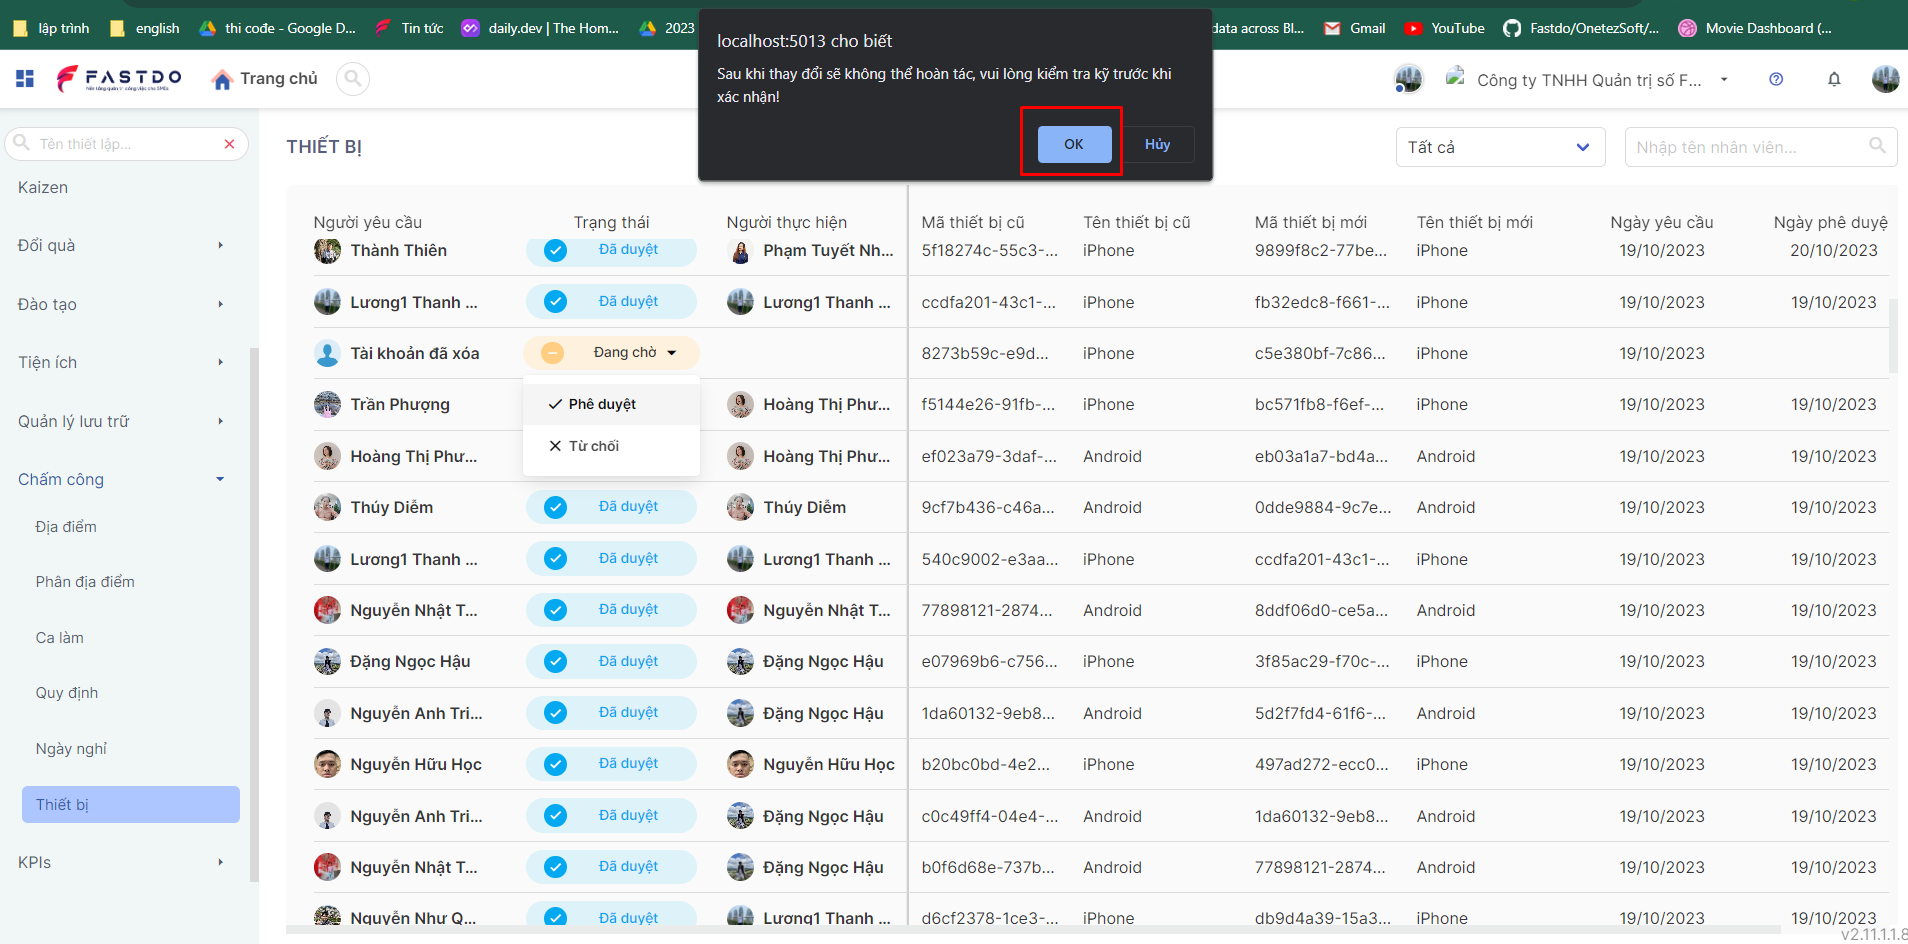 lập trình
english
thi code - Google D...
Tin tức
daily.dev | The Hom...
2023
data across Bl...
Gmail
YouTube
Fastdo/OnetezSoft/...
Movie Dashboard (...
localhost:5013 cho biết
Sau khi thay đổi sẽ không thể hoàn tác, vui lòng kiểm tra kỹ trước khi
xác nhận!
OK
Hủy
FASTDO
Nền tảng quản trị công việc cho SMEs
Trang chủ
Công ty TNHH Quản trị số F...
Tên thiết lập...
Kaizen
Đổi quà
Đào tạo
Tiện ích
Quản lý lưu trữ
Chấm công
Địa điểm
Phân địa điểm
Ca làm
Quy định
Ngày nghỉ
Thiết bị
KPIs
THIẾT BỊ
Tất cả
Nhập tên nhân viên...
Người yêu cầu Trạng thái Người thực hiện Mã thiết bị cũ Tên thiết bị cũ Mã thiết bị mới Tên thiết bị mới Ngày yêu cầu Ngày phê duyệ
Thành Thiên Đã duyệt Phạm Tuyết Nh... 5f18274c-55c3-... iPhone 9899f8c2-77be... iPhone 19/10/2023 20/10/2023
Lương1 Thanh ... Đã duyệt Lương1 Thanh ... ccdfa201-43c1-... iPhone fb32edc8-f661-... iPhone 19/10/2023 19/10/2023
Tài khoản đã xóa Đang chờ 8273b59c-e9d... iPhone c5e380bf-7c86... iPhone 19/10/2023
Trần Phượng Phê duyệt Hoàng Thị Phư... f5144e26-91fb-... iPhone bc571fb8-f6ef-... iPhone 19/10/2023 19/10/2023
Từ chối
Hoàng Thị Phư... Hoàng Thị Phư... ef023a79-3daf-... Android eb03a1a7-bd4a... Android 19/10/2023 19/10/2023
Thúy Diễm Đã duyệt Thúy Diễm 9cf7b436-c46a... Android 0dde9884-9c7e... Android 19/10/2023 19/10/2023
Lương1 Thanh ... Đã duyệt Lương1 Thanh ... 540c9002-e3aa... iPhone ccdfa201-43c1-... iPhone 19/10/2023 19/10/2023
Nguyễn Nhật T... Đã duyệt Nguyễn Nhật T... 77898121-2874... Android 8ddf06d0-ce5a... Android 19/10/2023 19/10/2023
Đặng Ngọc Hậu Đã duyệt Đặng Ngọc Hậu e07969b6-c756... iPhone 3f85ac29-f70c-... iPhone 19/10/2023 19/10/2023
Nguyễn Anh Tri... Đã duyệt Đặng Ngọc Hậu 1da60132-9eb8... Android 5d2f7fd4-61f6-... Android 19/10/2023 19/10/2023
Nguyễn Hữu Học Đã duyệt Nguyễn Hữu Học b20bc0bd-4e2... iPhone 497ad272-ecc0... iPhone 19/10/2023 19/10/2023
Nguyễn Anh Tri... Đã duyệt Đặng Ngọc Hậu c0c49ff4-04e4-... Android 1da60132-9eb8... Android 19/10/2023 19/10/2023
Nguyễn Nhật T... Đã duyệt Đặng Ngọc Hậu b0f6d68e-737b... Android 77898121-2874... Android 19/10/2023 19/10/2023
Nguyễn Như Q... Đã duyệt Lương1 Thanh ... d6cf2378-1ce3-... iPhone db9d4a39-15a3... iPhone 19/10/2023 19/10/2023
v2.11.1.1.8